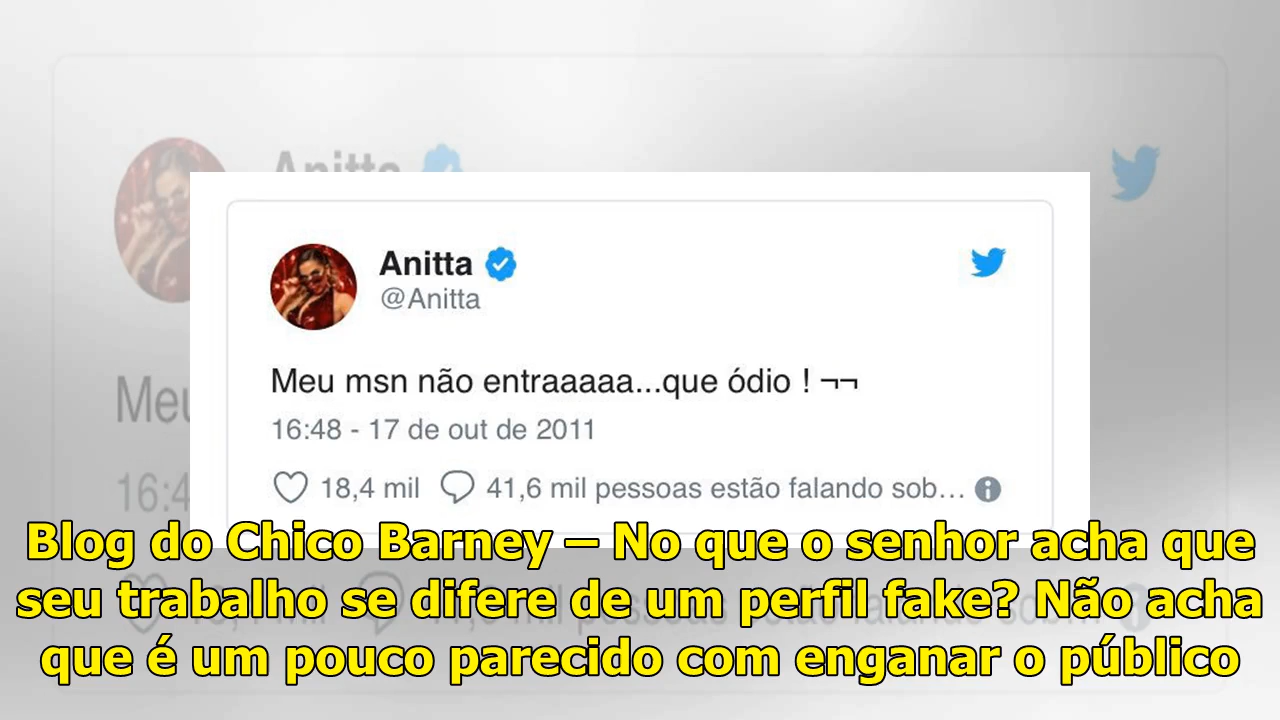 Anitta
Anitta
@Anitta
Meu msn não entraaaaa...que ódio ! ¬¬
16:48 - 17 de out de 2011
18,4 mil 41,6 mil pessoas estão falando sob...
Blog do Chico Barney – No que o senhor acha que
seu trabalho se difere de um perfil fake? Não acha
que é um pouco parecido com enganar o público